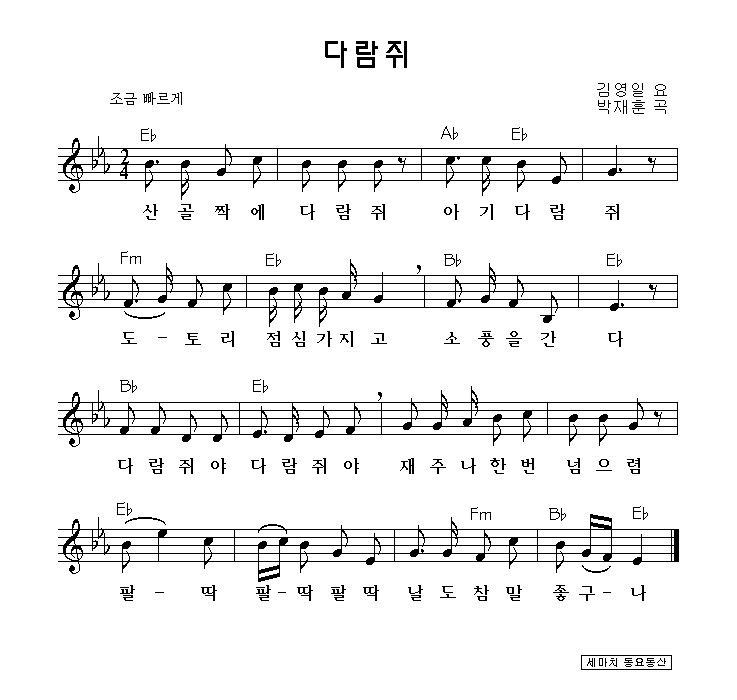 다람쥐
조금 빠르게
김영일 요
박재훈 곡
E♭ A♭ E♭
2
4
산 골 짝 에 다 람 쥐 아 기 다 람 쥐
Fm E♭ B♭ E♭
도 - 토 리 점 심 가 지 고 소 풍 을 간 다
B♭ E♭
다 람 쥐 야 다 람 쥐 야 재 주 나 한 번 넘 으 렴
E♭ Fm B♭ E♭
팔 - 딱 팔 - 딱 팔 딱 날 도 참 말 좋 구 - 나
세마치 동요동산